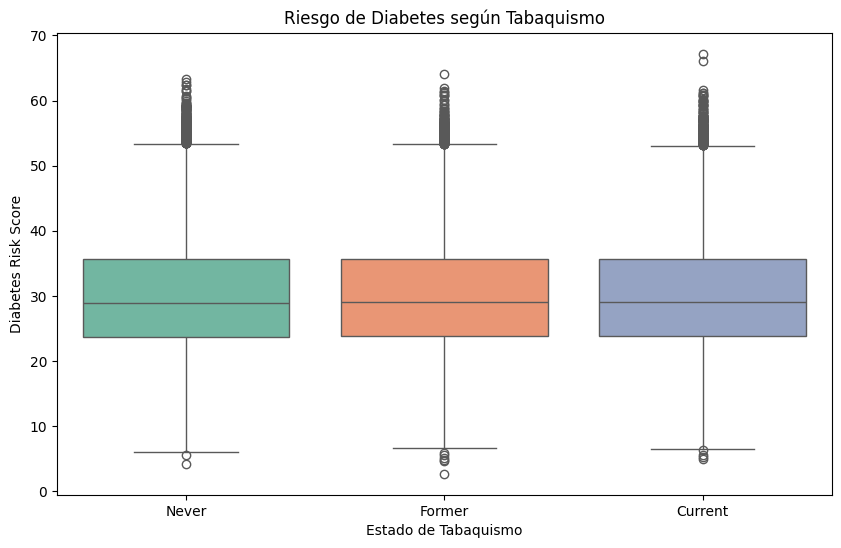 Riesgo de Diabetes según Tabaquismo
Diabetes Risk Score
70
60
50
40
30
20
10
0
Never
Former
Current
Estado de Tabaquismo